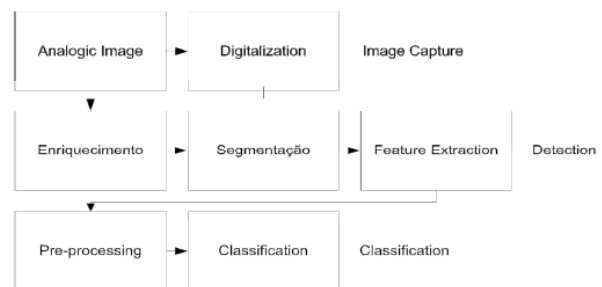 Analogic Image Digitalization Image Capture
Enriquecimento Segmentação Feature Extraction Detection
Pre-processing Classification Classification